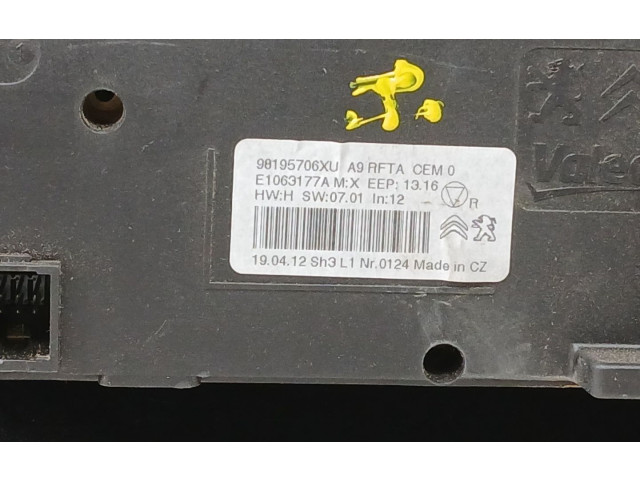 98195706XU A9 RFTA CEM 0
E1063177A M:X EEP: 13.16
HW:H SW:07.01 In:12
R
19.04.12 Sh3 L1 Nr.0124 Made in CZ